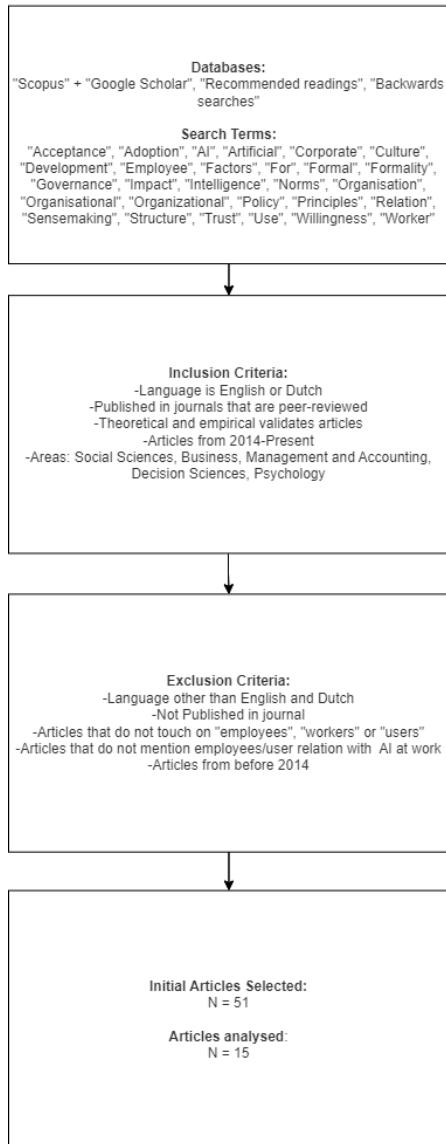 Databases:
"Scopus" + "Google Scholar", "Recommended readings", "Backwards
searches"
Search Terms:
"Acceptance", "Adoption", "AI", "Artificial", "Corporate", "Culture",
"Development", "Employee", "Factors", "For", "Formal", "Formality",
"Governance", "Impact", "Intelligence", "Norms", "Organisation",
"Organisational", "Organizational", "Policy", "Principles", "Relation",
"Sensemaking", "Structure", "Trust", "Use", "Willingness", "Worker"
Inclusion Criteria:
-Language is English or Dutch
-Published in journals that are peer-reviewed
-Theoretical and empirical validates articles
-Articles from 2014-Present
-Areas: Social Sciences, Business, Management and Accounting,
Decision Sciences, Psychology
Exclusion Criteria:
-Language other than English and Dutch
-Not Published in journal
-Articles that do not touch on "employees", "workers" or "users"
-Articles that do not mention employees/user relation with AI at work
-Articles from before 2014
Initial Articles Selected:
N = 51
Articles analysed:
N = 15